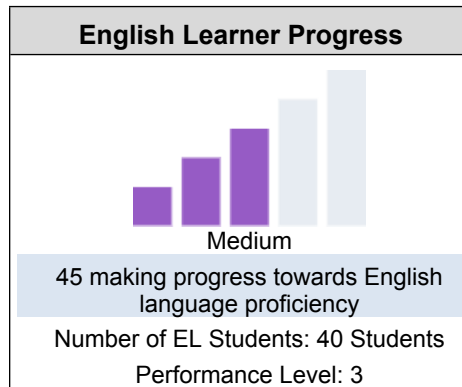 English Learner Progress
Medium
45 making progress towards English
language proficiency
Number of EL Students: 40 Students
Performance Level: 3